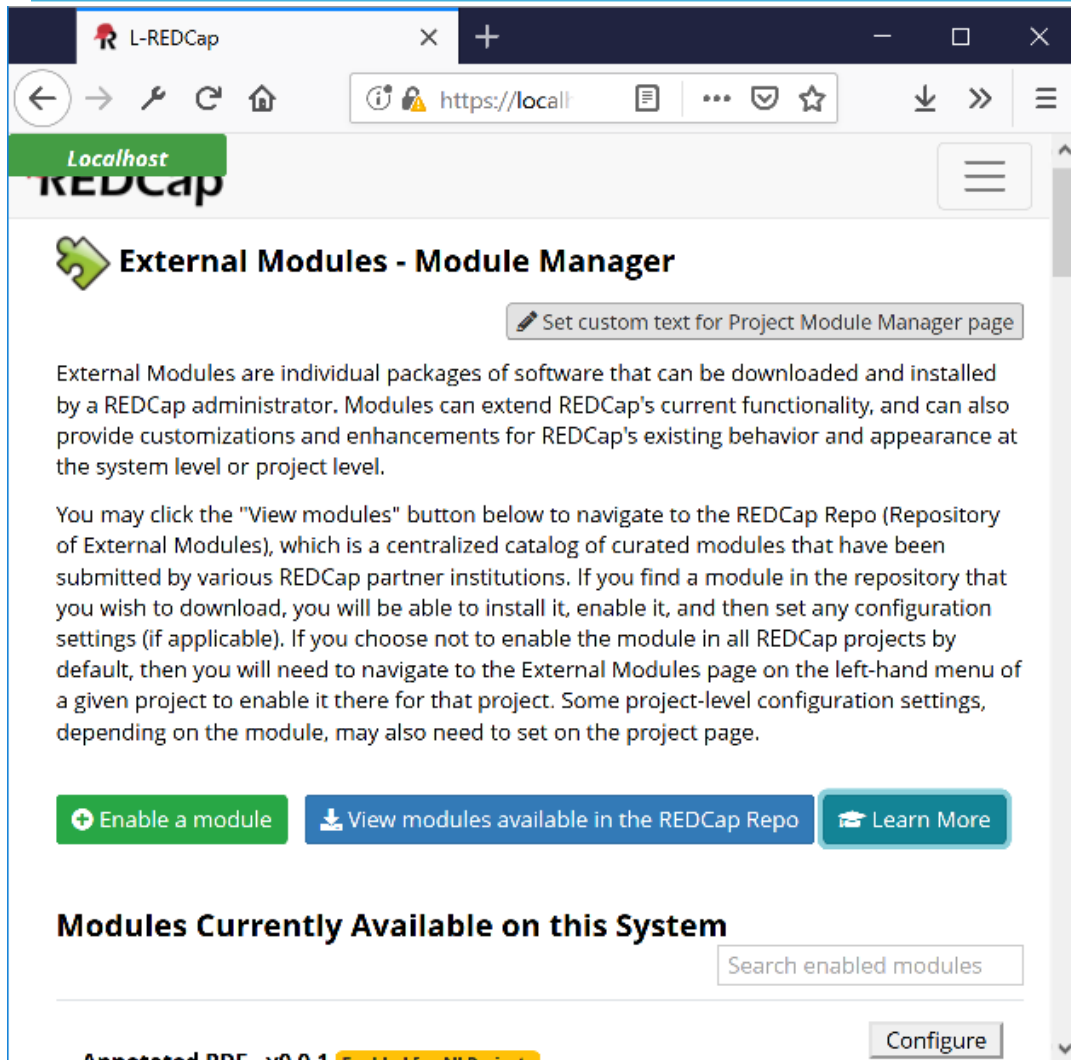 L-REDCap
https://localh
Localhost
REDCap
External Modules - Module Manager
Set custom text for Project Module Manager page
External Modules are individual packages of software that can be downloaded and installed
by a REDCap administrator. Modules can extend REDCap's current functionality, and can also
provide customizations and enhancements for REDCap's existing behavior and appearance at
the system level or project level.
You may click the "View modules" button below to navigate to the REDCap Repo (Repository
of External Modules), which is a centralized catalog of curated modules that have been
submitted by various REDCap partner institutions. If you find a module in the repository that
you wish to download, you will be able to install it, enable it, and then set any configuration
settings (if applicable). If you choose not to enable the module in all REDCap projects by
default, then you will need to navigate to the External Modules page on the left-hand menu of
a given project to enable it there for that project. Some project-level configuration settings,
depending on the module, may also need to set on the project page.
Enable a module
View modules available in the REDCap Repo
Learn More
Modules Currently Available on this System
Search enabled modules
Configure
Annotated PDF v0.0.1 Enabled for All Projects